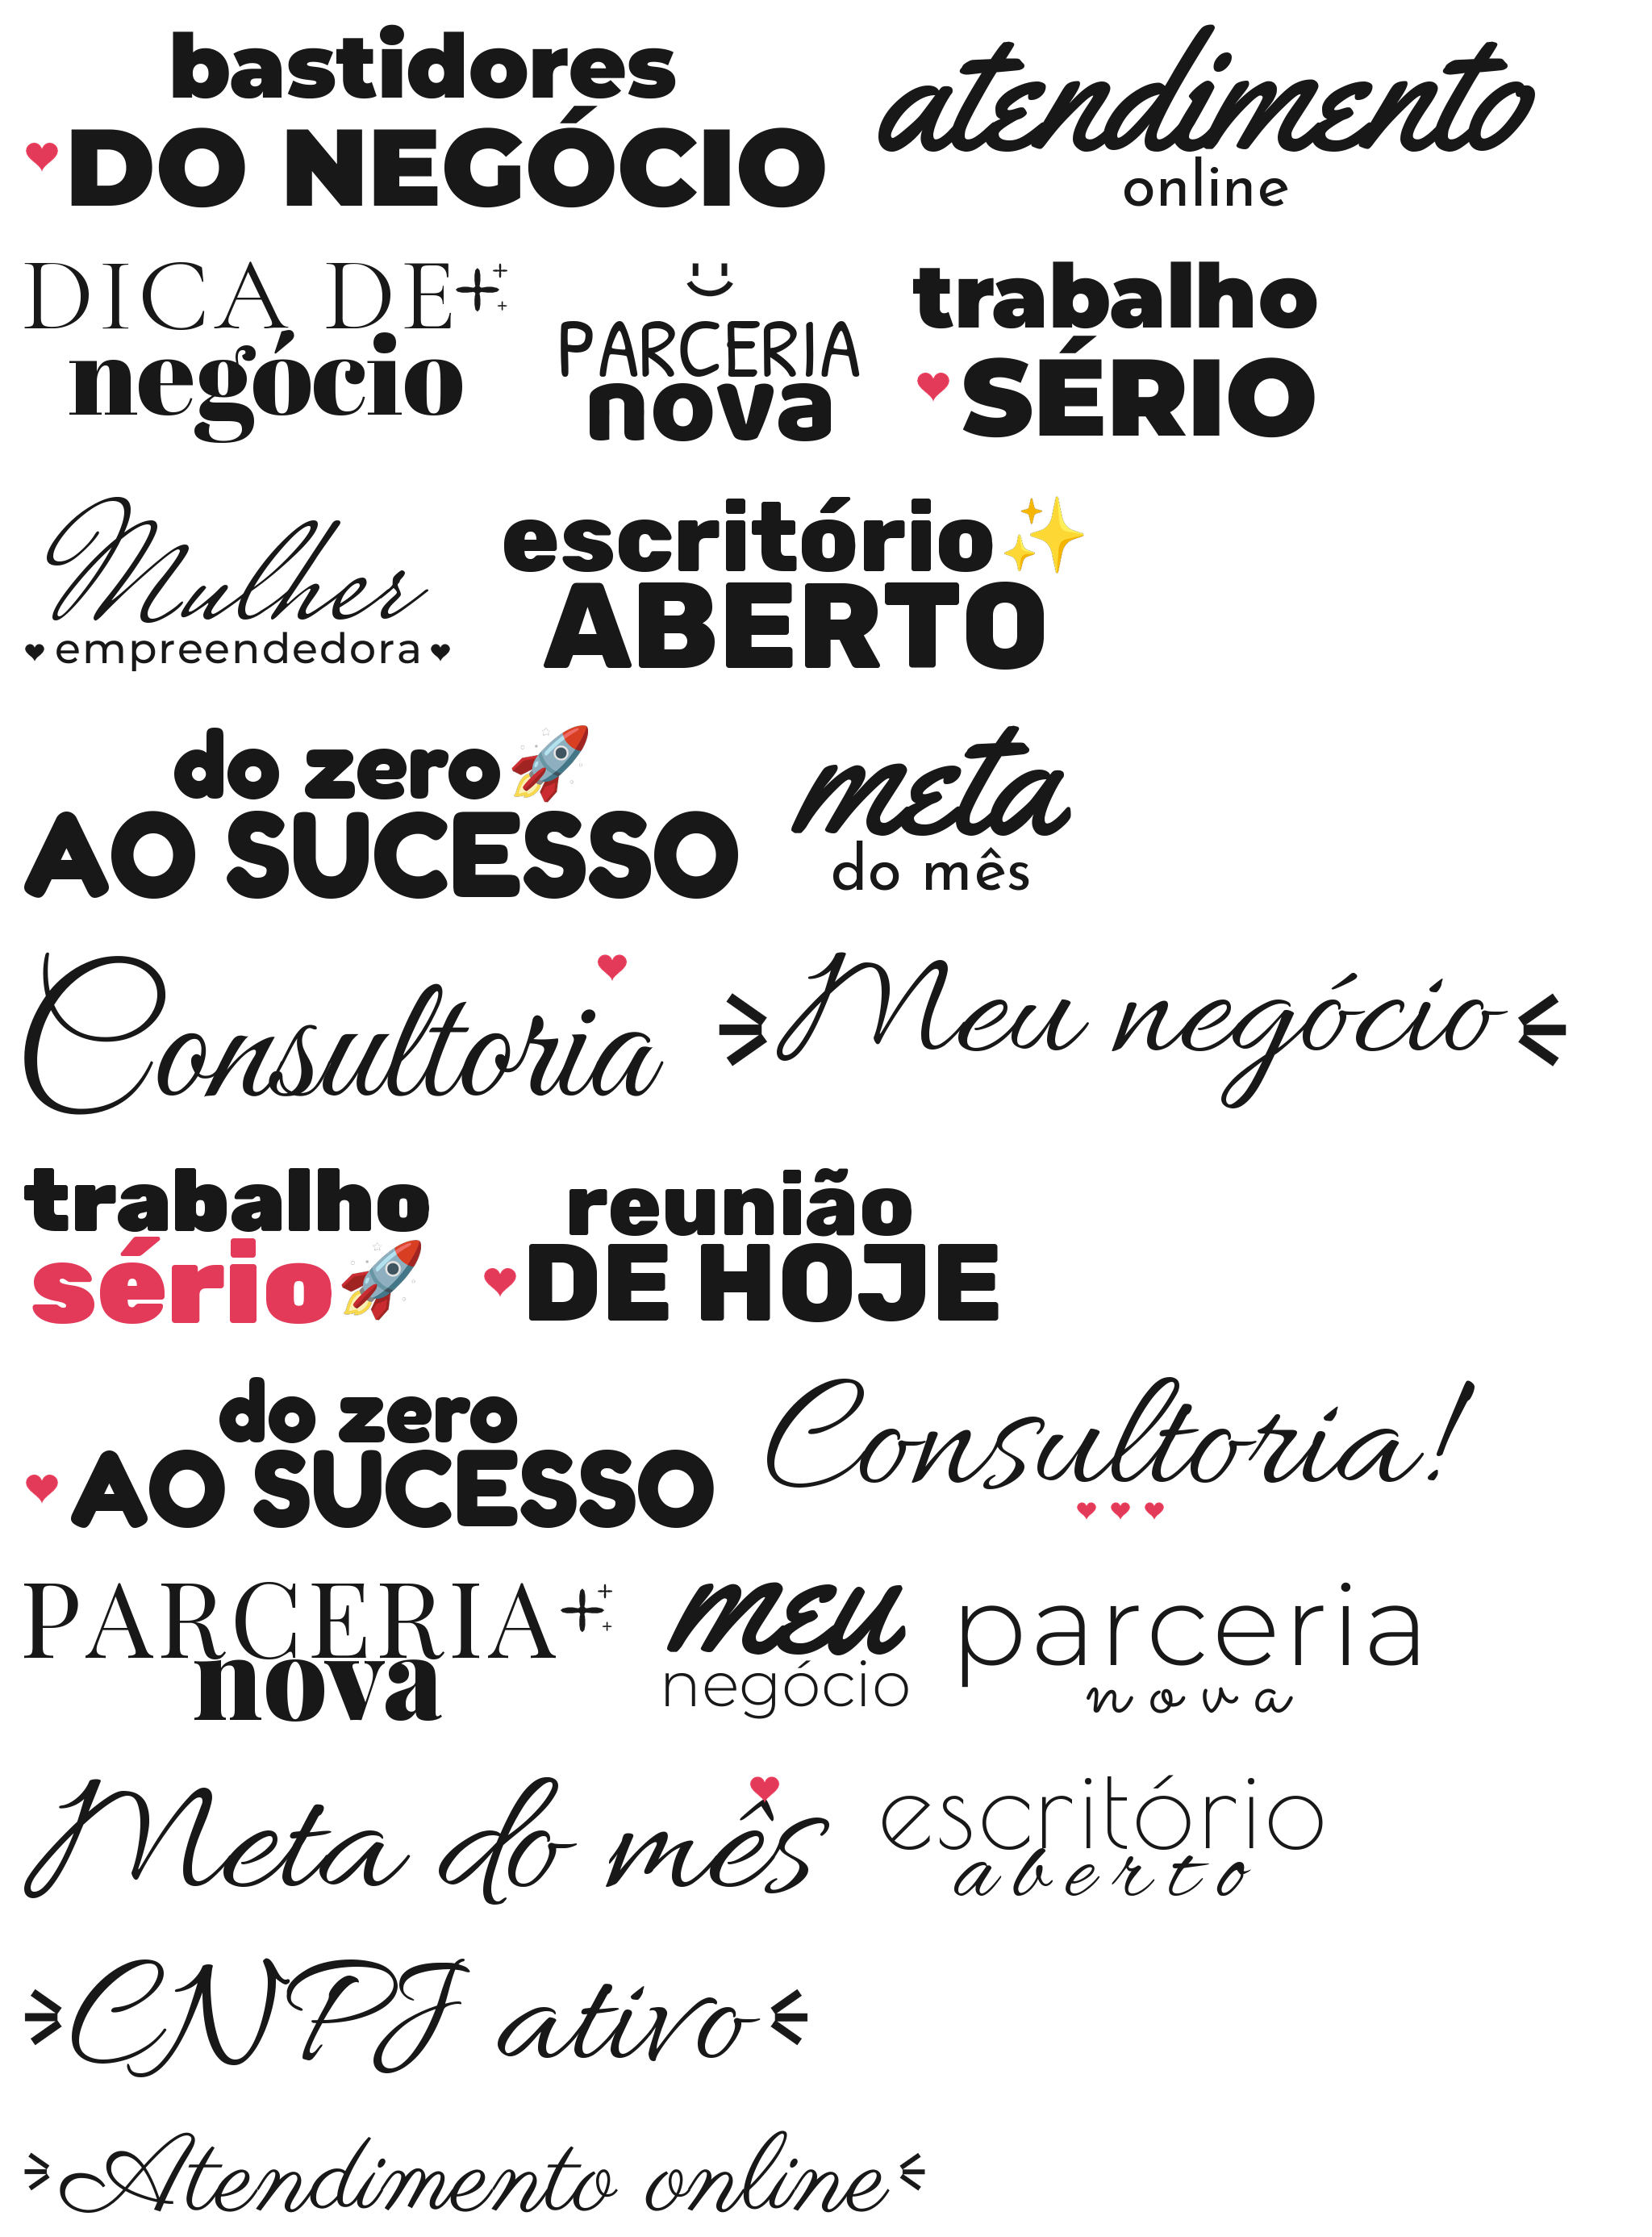 bastidores
DO NEGÓCIO
atendimento
online
DICA DE
negócio
PARCERIA
nova
trabalho
SÉRIO
Mulher
empreendedora
escritório✨
ABERTO
do zero🚀
AO SUCESSO
meta
do mês
Consultoria
Meu negócio
trabalho
sério🚀
reunião
DE HOJE
do zero
AO SUCESSO
Consultoria!
PARCERIA
nova
meu
negócio
parceria
nova
Meta do mês
escritório
aberto
CNPJ ativo
Atendimento online